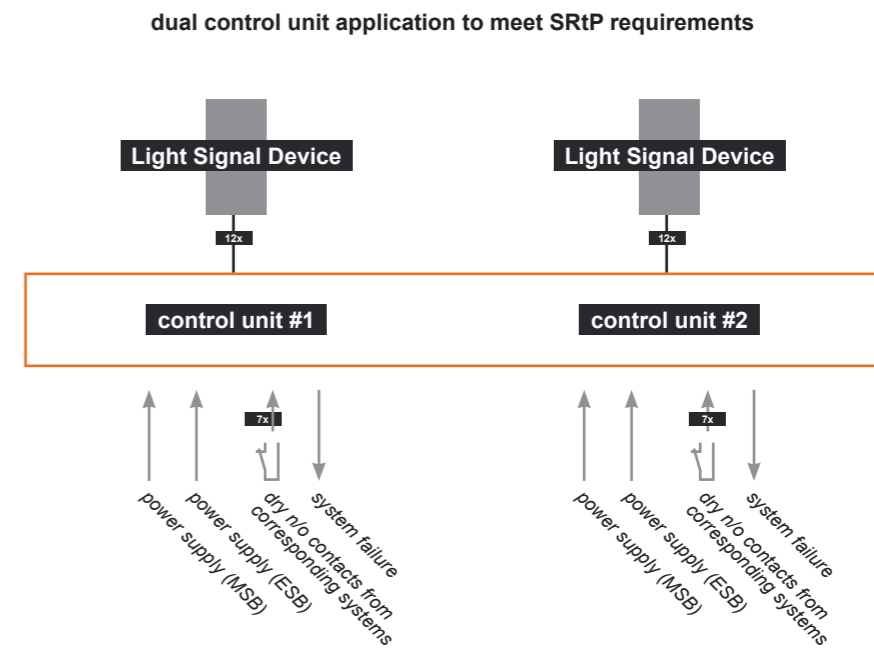 dual control unit application to meet SRtP requirements
Light Signal Device
Light Signal Device
12x
12x
control unit #1
control unit #2
7x
7x
power supply (MSB)
power supply (ESB)
dry n/o contacts from
corresponding systems
system failure
power supply (MSB)
power supply (ESB)
dry n/o contacts from
corresponding systems
system failure